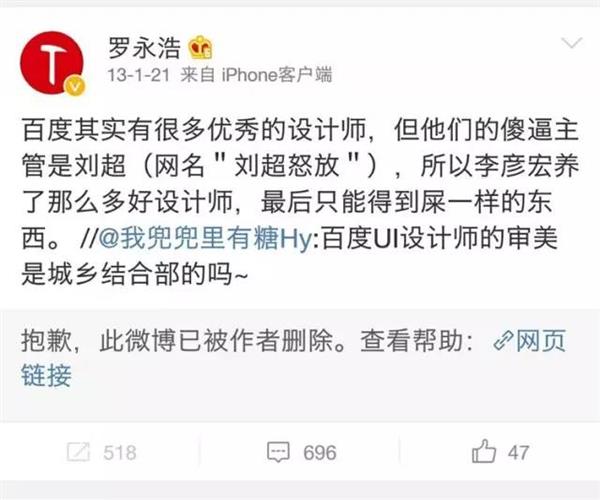 罗永浩
13-1-21 来自 iPhone客户端
百度其实有很多优秀的设计师，但他们的傻逼主
管是刘超（网名＂刘超怒放＂），所以李彦宏养
了那么多好设计师，最后只能得到屎一样的东
西。 //@我兜兜里有糖Hy:百度UI设计师的审美
是城乡结合部的吗~
抱歉，此微博已被作者删除。查看帮助：网页
链接
518 696 47